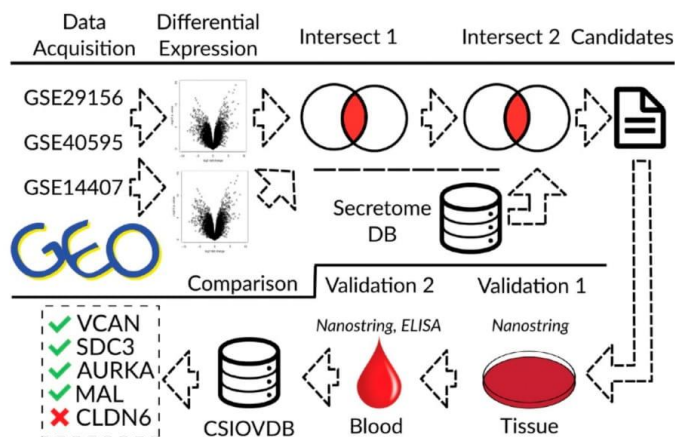 Data Acquisition
Differential Expression
Intersect 1
Intersect 2
Candidates
GSE29156
GSE40595
GSE14407
GEO
Secretome
DB
Comparison
Validation 2
Validation 1
Nanostring, ELISA
Nanostring
VCAN
SDC3
AURKA
MAL
CLDN6
CSIOVDB
Blood
Tissue